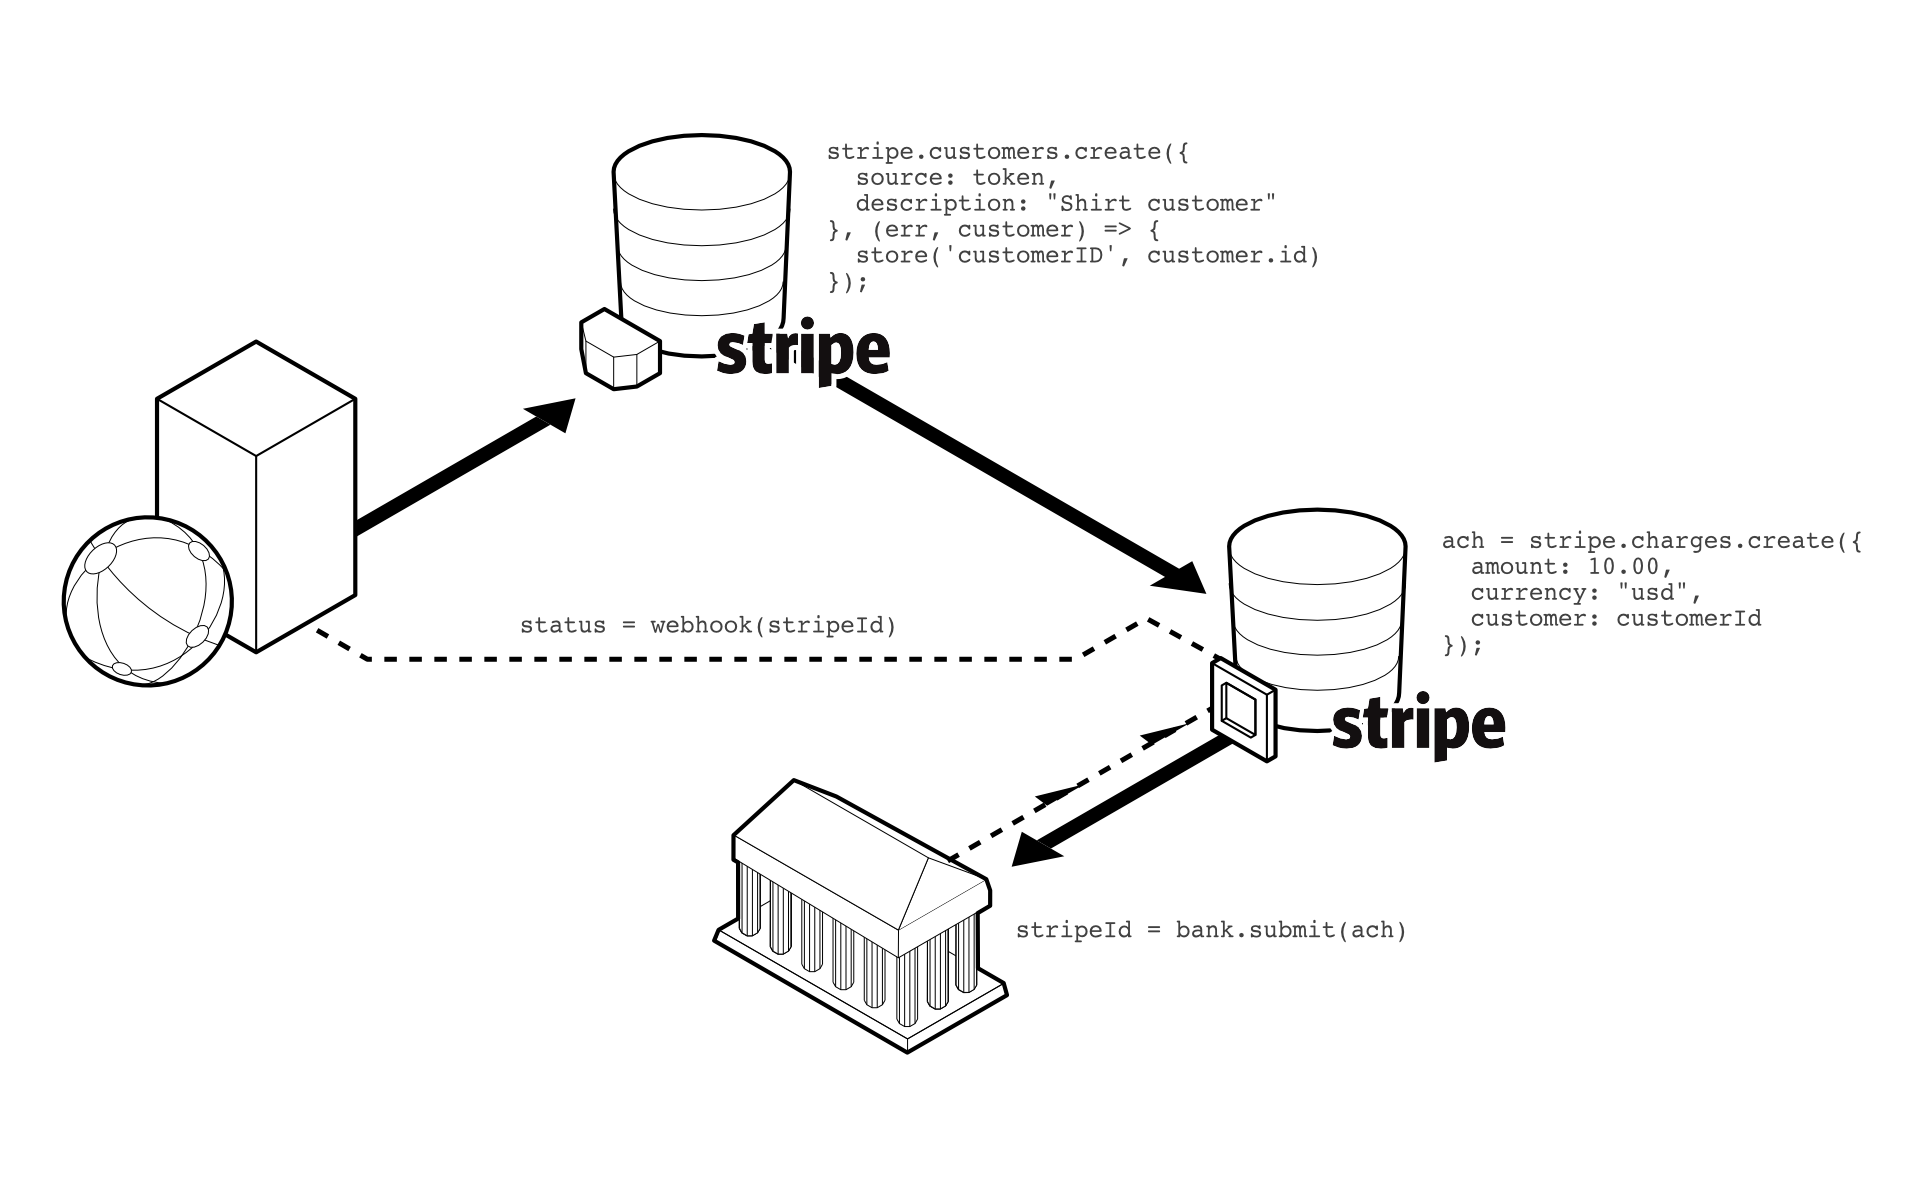 stripe.customers.create({
  source: token,
  description: "Shirt customer"
}, (err, customer) => {
  store('customerID', customer.id)
});
stripe
ach = stripe.charges.create({
  amount: 10.00,
  currency: "usd",
  customer: customerId
});
status = webhook(stripeId)
stripe
stripeId = bank.submit(ach)